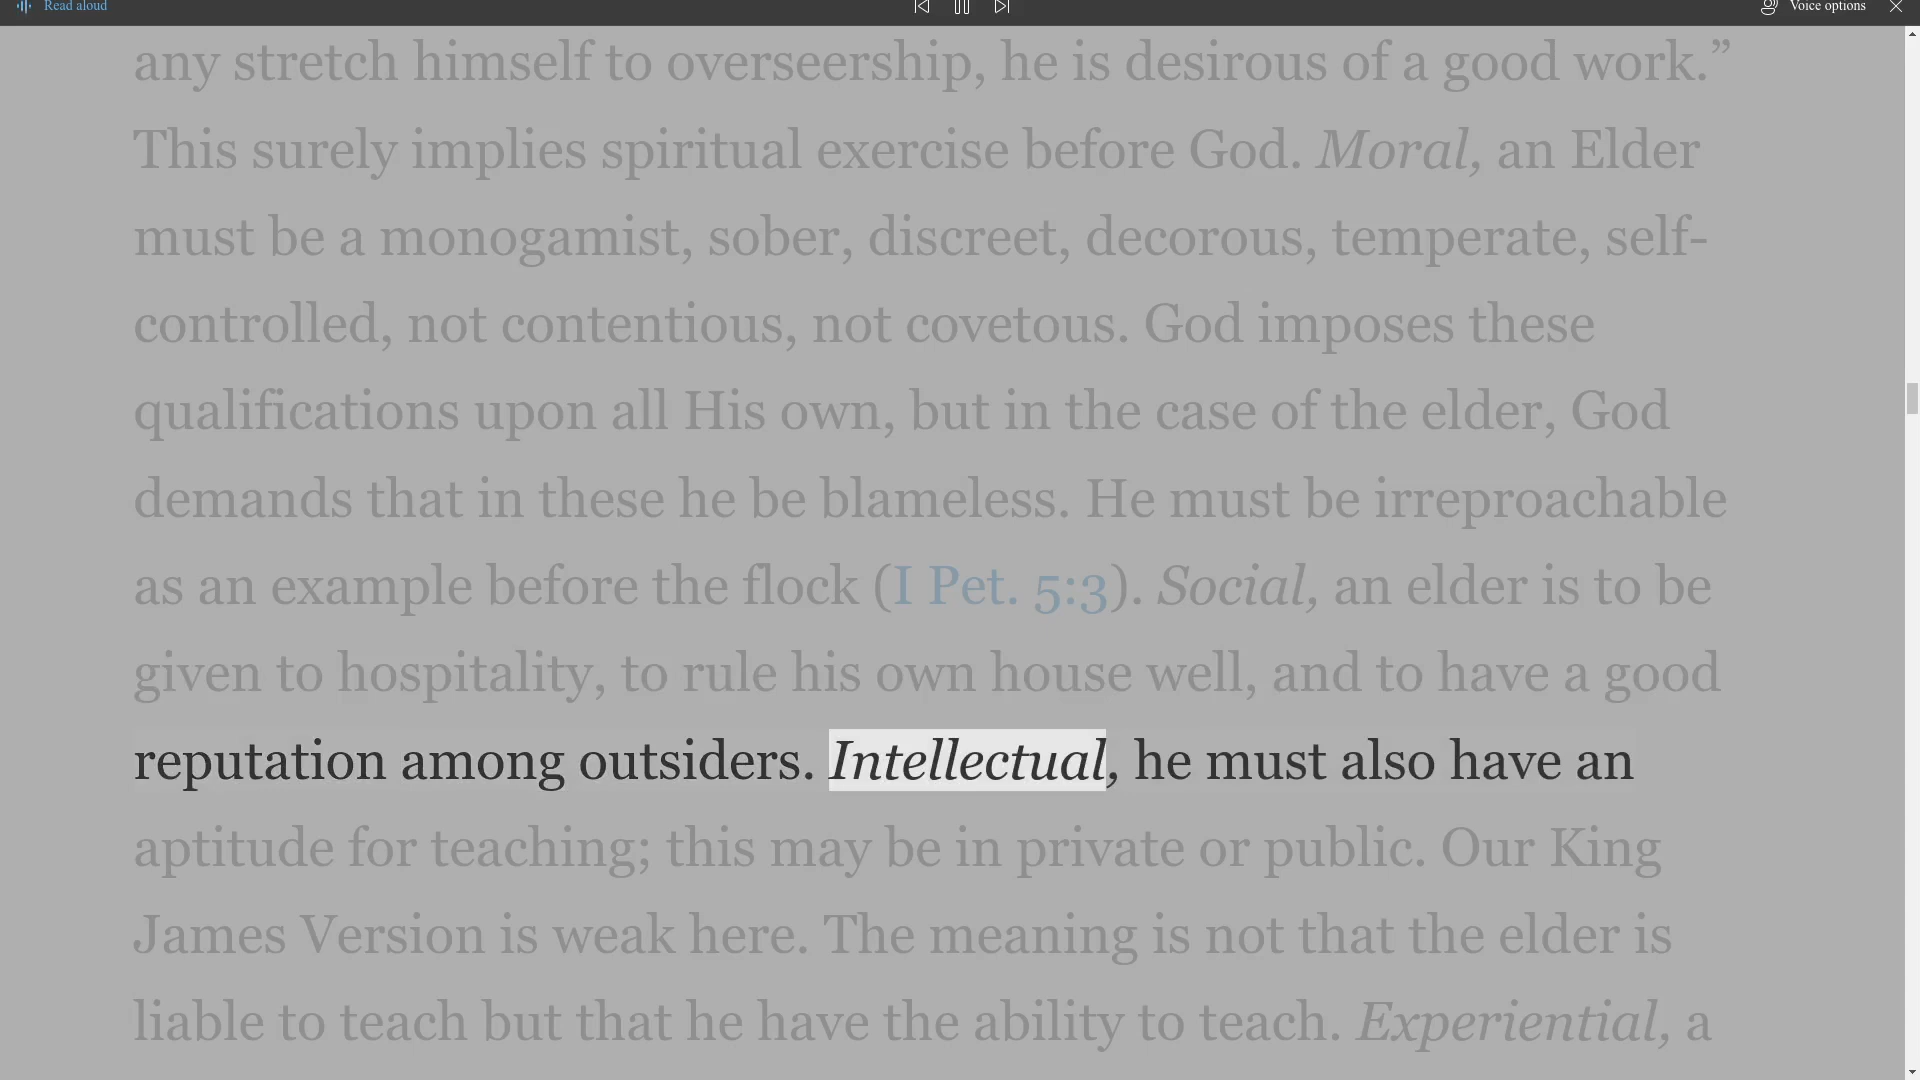 Read aloud
Voice options
any stretch himself to overseership, he is desirous of a good work.”
This surely implies spiritual exercise before God. Moral, an Elder
must be a monogamist, sober, discreet, decorous, temperate, self-
controlled, not contentious, not covetous. God imposes these
qualifications upon all His own, but in the case of the elder, God
demands that in these he be blameless. He must be irreproachable
as an example before the flock (I Pet. 5:3). Social, an elder is to be
given to hospitality, to rule his own house well, and to have a good
reputation among outsiders. Intellectual, he must also have an
aptitude for teaching; this may be in private or public. Our King
James Version is weak here. The meaning is not that the elder is
liable to teach but that he have the ability to teach. Experiential, a